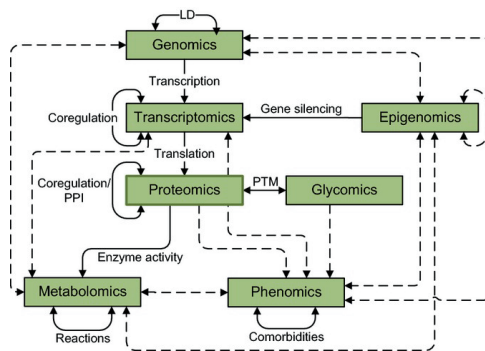 LD
Genomics
Transcription
Coregulation
Transcriptomics
Gene silencing
Epigenomics
Translation
Coregulation/
PPI
Proteomics
PTM
Glycomics
Enzyme activity
Metabolomics
Phenomics
Reactions
Comorbidities